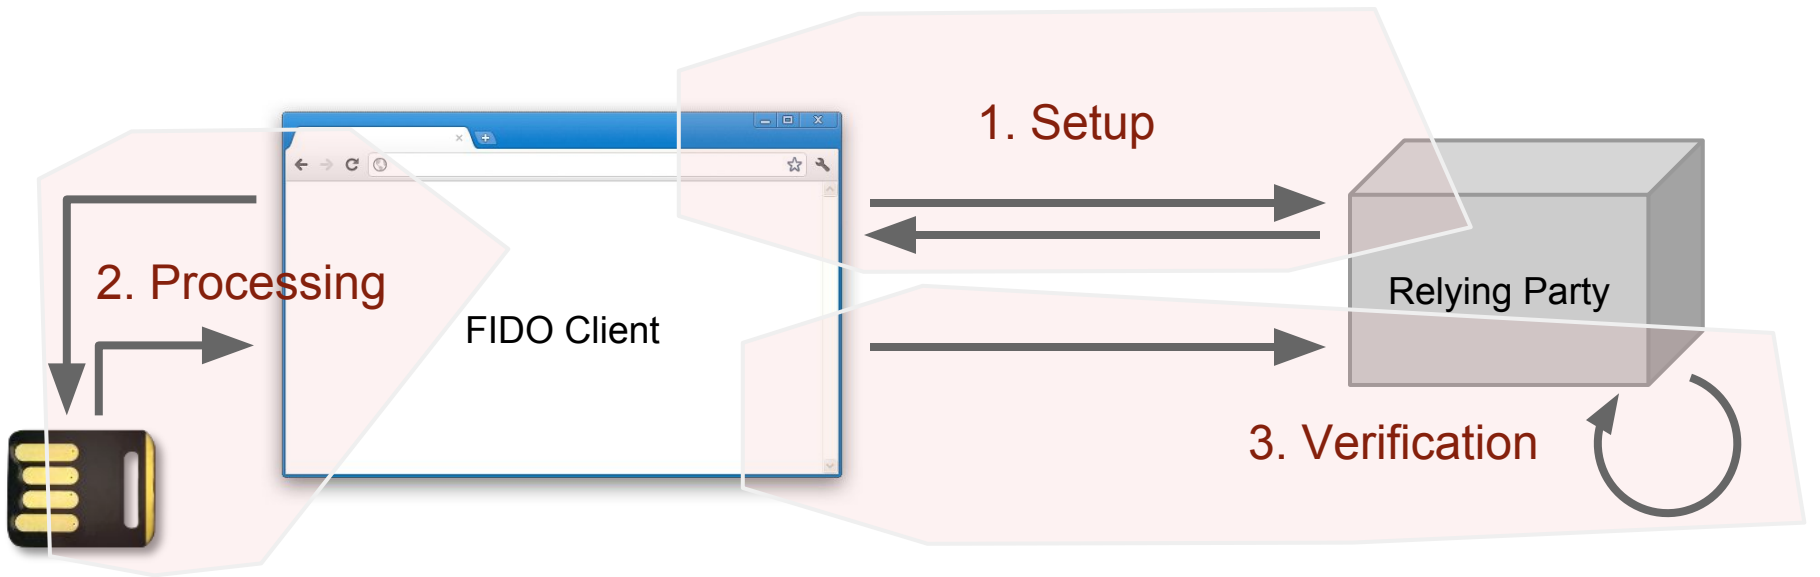 1. Setup
2. Processing
FIDO Client
Relying Party
3. Verification